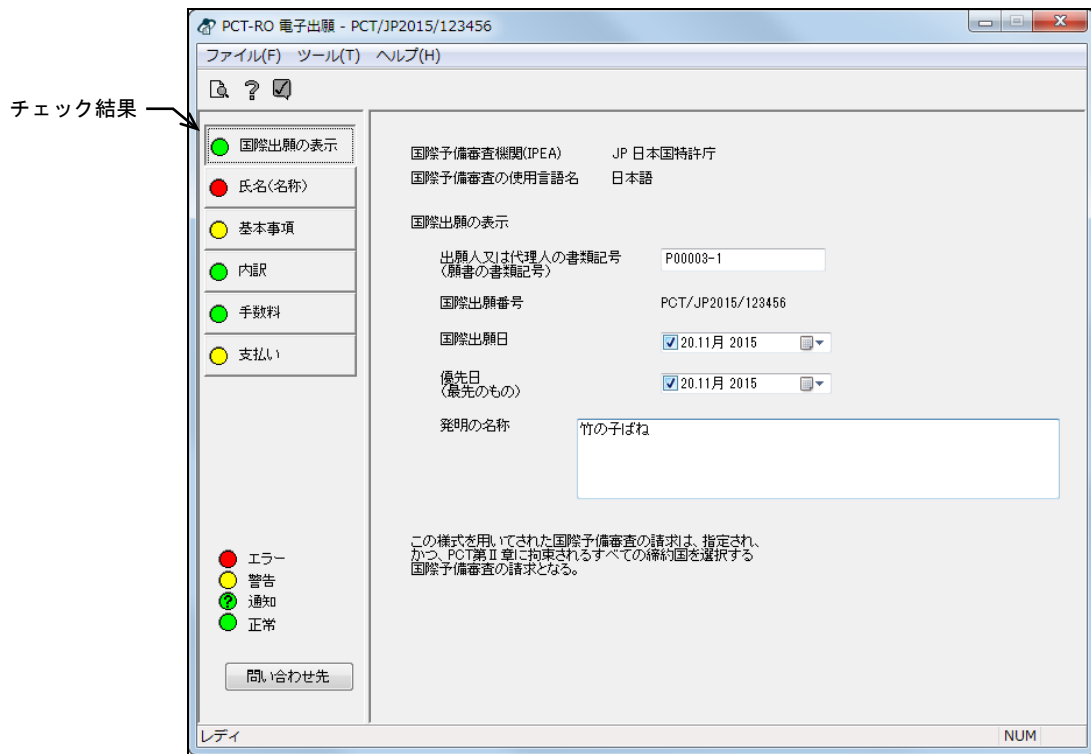 PCT-RO 電子出願 - PCT/JP2015/123456
ファイル(F) ツール(T) ヘルプ(H)
チェック結果
国際出願の表示
氏名(名称)
基本事項
内訳
手数料
支払い
エラー
警告
通知
正常
問い合わせ先
国際予備審査機関(IPEA) JP 日本国特許庁
国際予備審査の使用言語名 日本語
国際出願の表示
出願人又は代理人の書類記号 P00003-1
(願書の書類記号)
国際出願番号 PCT/JP2015/123456
国際出願日 20.11月 2015
優先日 20.11月 2015
(最先のもの)
発明の名称 竹の子ばね
この様式を用いてされた国際予備審査の請求は、指定され、
かつ、PCT第Ⅱ章に拘束されるすべての締約国を選択する
国際予備審査の請求となる。
レディ NUM